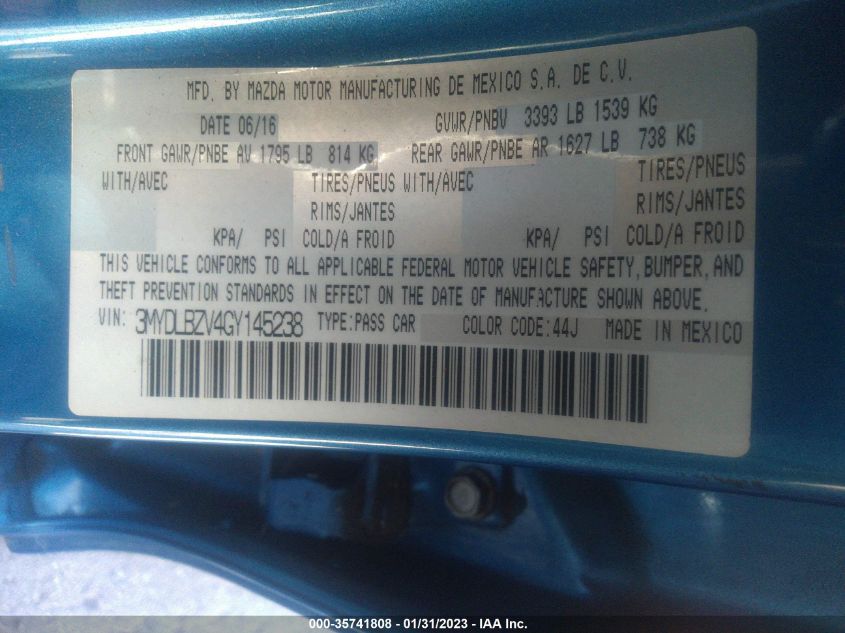 MFD. BY MAZDA MOTOR MANUFACTURING DE MEXICO S.A. DE C.V.
DATE 06/16 GVWR/PNBV 3393 LB 1539 KG
FRONT GAWR/PNBE AV 1795 LB 814 KG REAR GAWR/PNBE AR 1627 LB 738 KG
WITH/AVEC TIRES/PNEUS WITH/AVEC TIRES/PNEUS
RIMS/JANTES RIMS/JANTES
KPA/ PSI COLD/A FROID KPA/ PSI COLD/A FROID
THIS VEHICLE CONFORMS TO ALL APPLICABLE FEDERAL MOTOR VEHICLE SAFETY, BUMPER, AND
THEFT PREVENTION STANDARDS IN EFFECT ON THE DATE OF MANUFACTURE SHOWN ABOVE.
VIN: 3MYDLBZV4GY145238 TYPE:PASS CAR COLOR CODE:44J MADE IN MEXICO
000-35741808 - 01/31/2023 - IAA Inc.